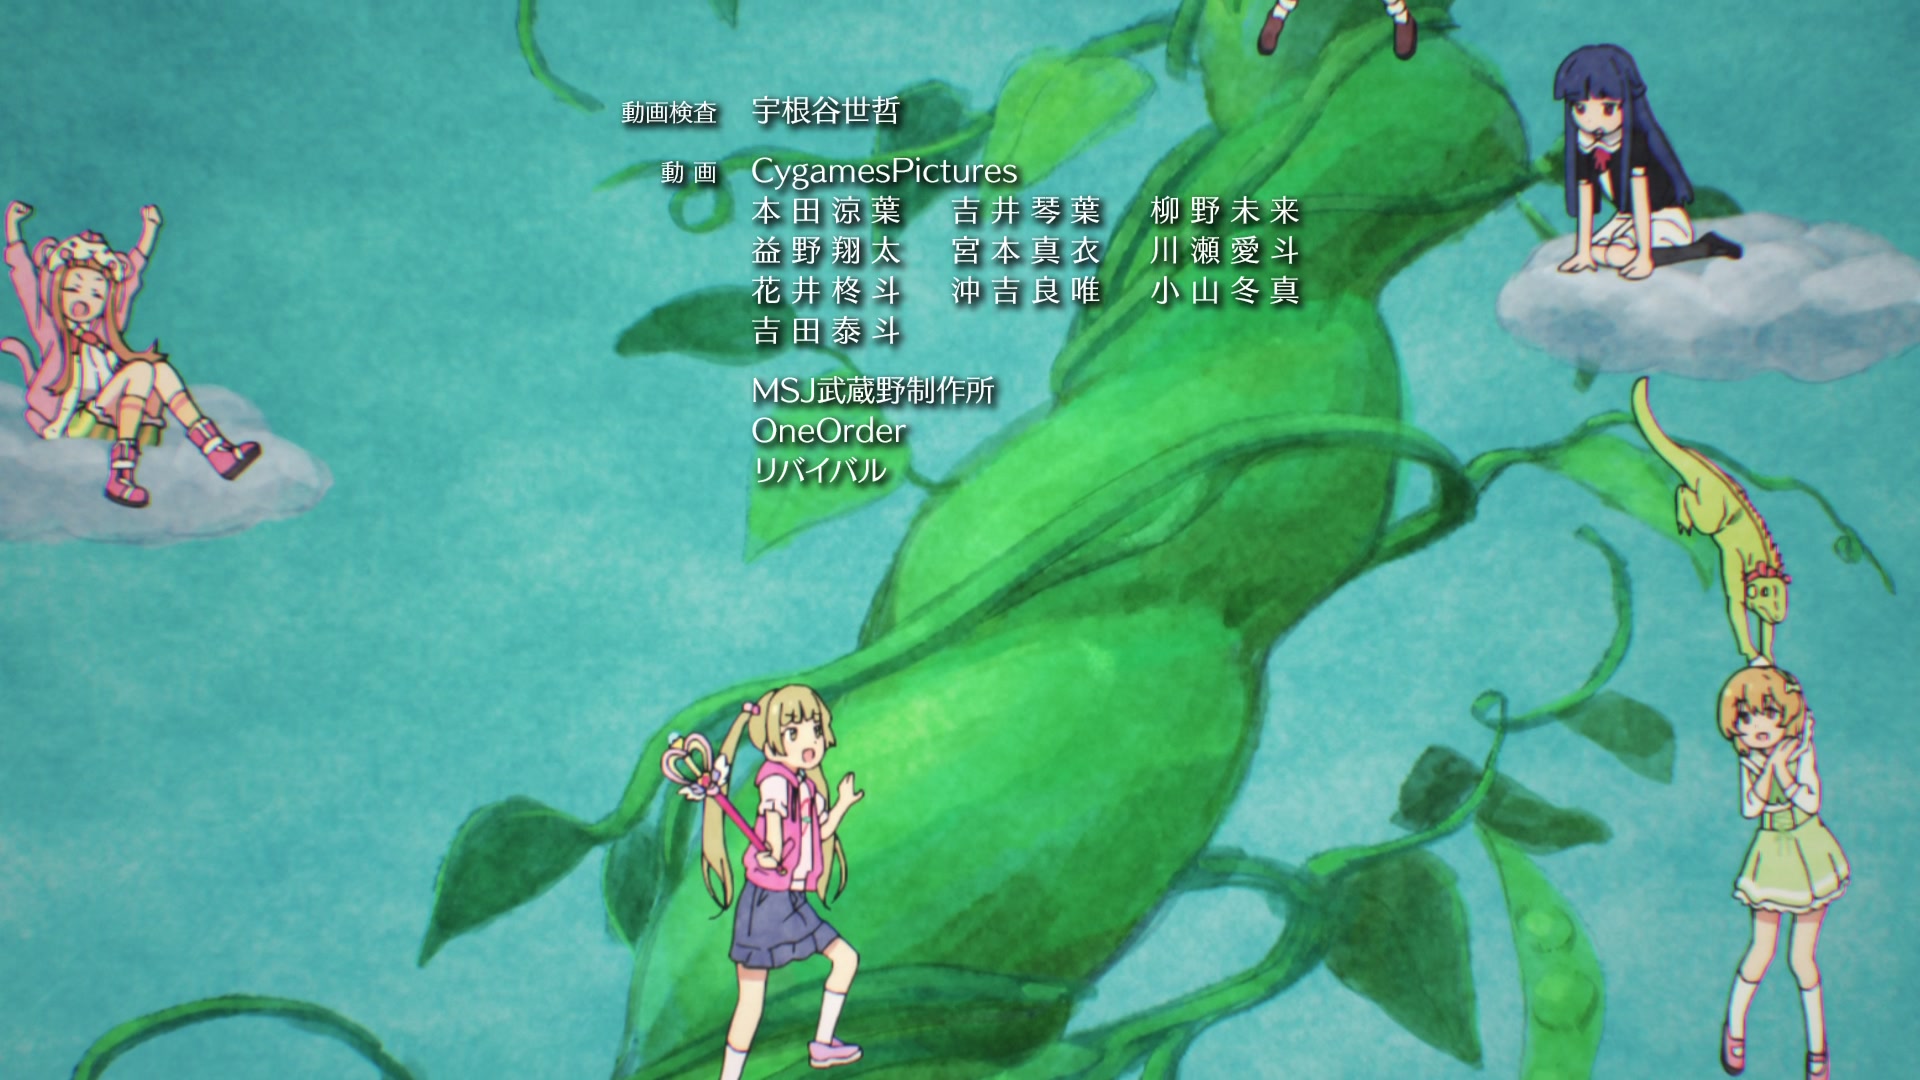 動画検査 宇根谷世哲
動画 CygamesPictures
本田涼葉 吉井琴葉 柳野未来
益野翔太 宮本真衣 川瀬愛斗
花井柊斗 沖吉良唯 小山冬真
吉田泰斗
MSJ武蔵野制作所
OneOrder
リバイバル